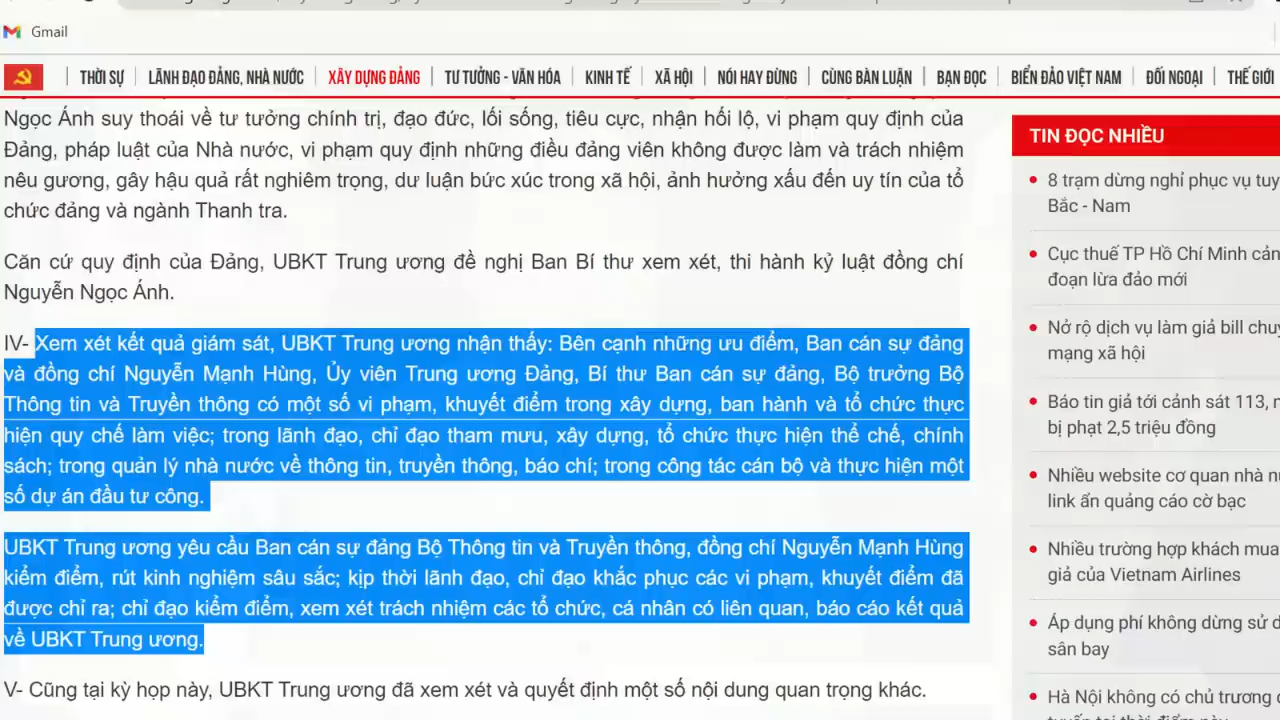 Gmail
THỜI SỰ
LÃNH ĐẠO ĐẢNG, NHÀ NƯỚC
XÂY DỰNG ĐẢNG
TƯ TƯỞNG - VĂN HÓA
KINH TẾ
XÃ HỘI
NÓI HAY ĐỪNG
CÙNG BÀN LUẬN
BẠN ĐỌC
BIỂN ĐẢO VIỆT NAM
ĐỐI NGOẠI
THẾ GIỚI
Ngọc Ánh suy thoái về tư tưởng chính trị, đạo đức, lối sống, tiêu cực, nhận hối lộ, vi phạm quy định của
Đảng, pháp luật của Nhà nước, vi phạm quy định những điều đảng viên không được làm và trách nhiệm
nêu gương, gây hậu quả rất nghiêm trọng, dư luận bức xúc trong xã hội, ảnh hưởng xấu đến uy tín của tổ
chức đảng và ngành Thanh tra.
Căn cứ quy định của Đảng, UBKT Trung ương đề nghị Ban Bí thư xem xét, thi hành kỷ luật đồng chí
Nguyễn Ngọc Ánh.
IV- Xem xét kết quả giám sát, UBKT Trung ương nhận thấy: Bên cạnh những ưu điểm, Ban cán sự đảng
và đồng chí Nguyễn Mạnh Hùng, Ủy viên Trung ương Đảng, Bí thư Ban cán sự đảng, Bộ trưởng Bộ
Thông tin và Truyền thông có một số vi phạm, khuyết điểm trong xây dựng, ban hành và tổ chức thực
hiện quy chế làm việc; trong lãnh đạo, chỉ đạo tham mưu, xây dựng, tổ chức thực hiện thể chế, chính
sách; trong quản lý nhà nước về thông tin, truyền thông, báo chí; trong công tác cán bộ và thực hiện một
số dự án đầu tư công.
UBKT Trung ương yêu cầu Ban cán sự đảng Bộ Thông tin và Truyền thông, đồng chí Nguyễn Mạnh Hùng
kiểm điểm, rút kinh nghiệm sâu sắc; kịp thời lãnh đạo, chỉ đạo khắc phục các vi phạm, khuyết điểm đã
được chỉ ra; chỉ đạo kiểm điểm, xem xét trách nhiệm các tổ chức, cá nhân có liên quan, báo cáo kết quả
về UBKT Trung ương.
V- Cũng tại kỳ họp này, UBKT Trung ương đã xem xét và quyết định một số nội dung quan trọng khác.
TIN ĐỌC NHIỀU
8 trạm dừng nghỉ phục vụ
Bắc - Nam
Cục thuế TP Hồ Chí Minh
đoạn lừa đảo mới
Nở rộ dịch vụ làm giả bill
mạng xã hội
Báo tin giả tới cảnh sát 113,
bị phạt 2,5 triệu đồng
Nhiều website cơ quan nhà
link ẩn quảng cáo cờ bạc
Nhiều trường hợp khách mua
giả của Vietnam Airlines
Áp dụng phí không dừng sử
sân bay
Hà Nội không có chủ trương